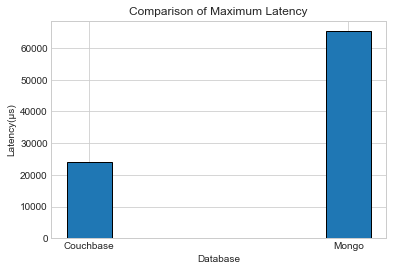 Comparison of Maximum Latency
60000
50000
40000
30000
20000
10000
0
Latency(µs)
Couchbase
Mongo
Database